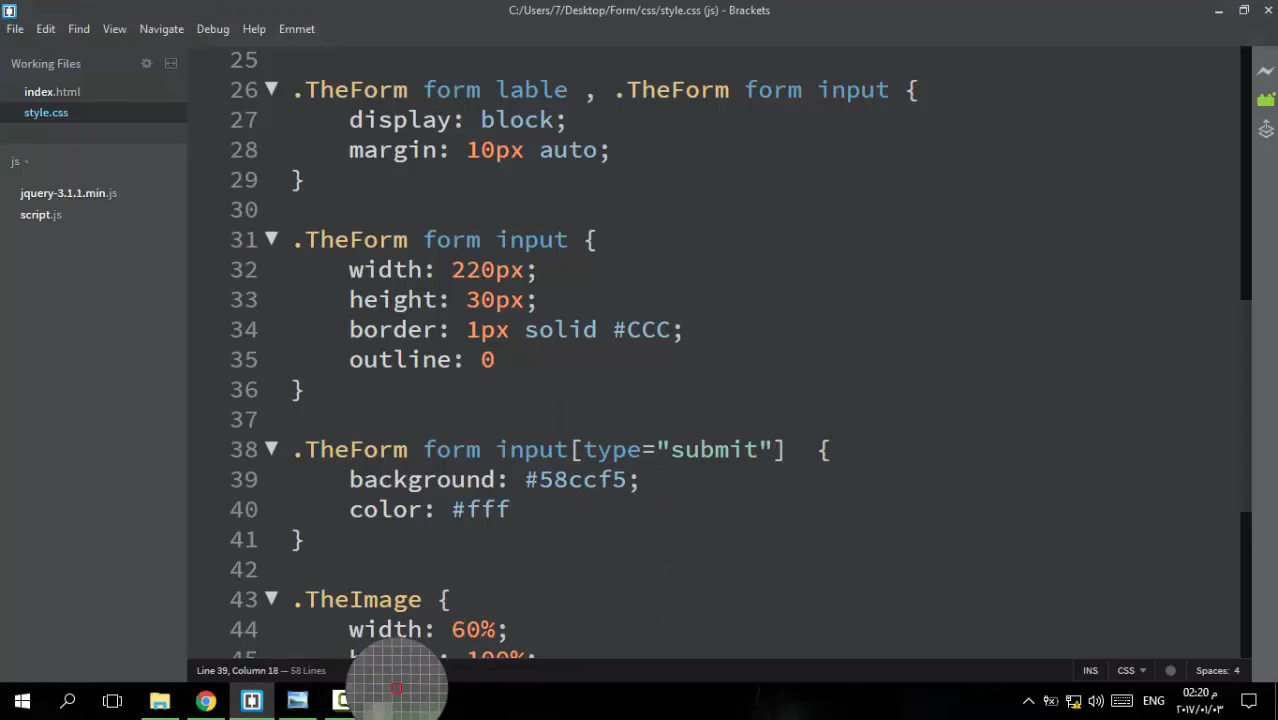 C:/Users/7/Desktop/Form/css/style.css (js) - Brackets
File Edit Find View Navigate Debug Help Emmet
Working Files
index.html
style.css
js
jquery-3.1.1.min.js
script.js
25
26 .TheForm form lable , .TheForm form input {
27 display: block;
28 margin: 10px auto;
29 }
30
31 .TheForm form input {
32 width: 220px;
33 height: 30px;
34 border: 1px solid #CCC;
35 outline: 0
36 }
37
38 .TheForm form input[type="submit"]  {
39 background: #58ccf5;
40 color: #fff
41 }
42
43 .TheImage {
44 width: 60%;
Line 39, Column 18 — 58 Lines
INS CSS Spaces: 4
ENG
02:20 م
٢٠١٧/٠١/٠٣